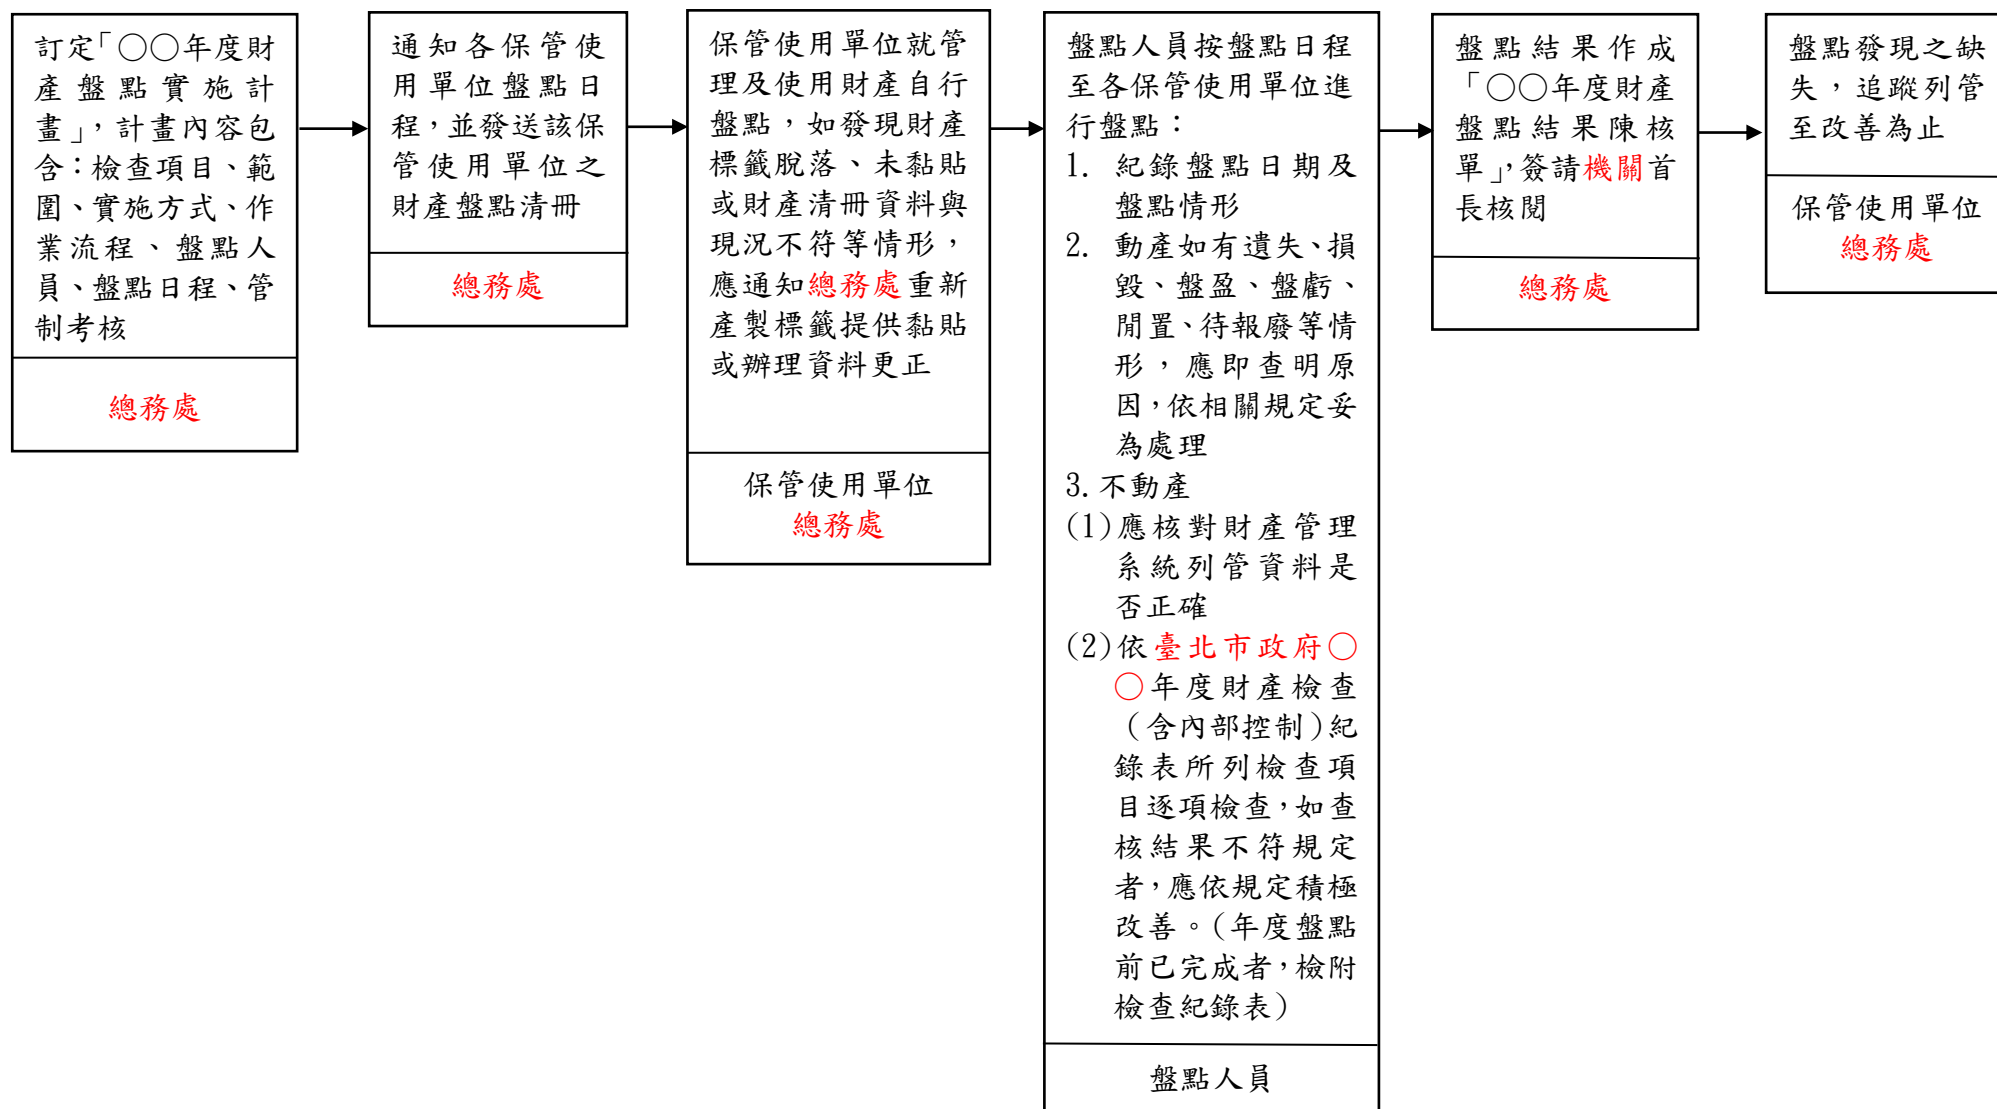 訂定「○○年度財
產盤點實施計
畫」，計畫內容包
含：檢查項目、範
圍、實施方式、作
業流程、盤點人
員、盤點日程、管
制考核
總務處
通知各保管使
用單位盤點日
程，並發送該保
管使用單位之
財產盤點清冊
總務處
保管使用單位就管
理及使用財產自行
盤點，如發現財產
標籤脫落、未黏貼
或財產清冊資料與
現況不符等情形，
應通知總務處重新
產製標籤提供黏貼
或辦理資料更正
保管使用單位
總務處
盤點人員按盤點日程
至各保管使用單位進
行盤點：
1. 紀錄盤點日期及
盤點情形
2. 動產如有遺失、損
毀、盤盈、盤虧、
閒置、待報廢等情
形，應即查明原
因，依相關規定妥
為處理
3.不動產
(1)應核對財產管理
系統列管資料是
否正確
(2)依臺北市政府○
○年度財產檢查
（含內部控制）紀
錄表所列檢查項
目逐項檢查，如查
核結果不符規定
者，應依規定積極
改善。（年度盤點
前已完成者，檢附
檢查紀錄表）
盤點人員
盤點結果作成
「○○年度財產
盤點結果陳核
單」，簽請機關首
長核閱
總務處
盤點發現之缺
失，追蹤列管
至改善為止
保管使用單位
總務處